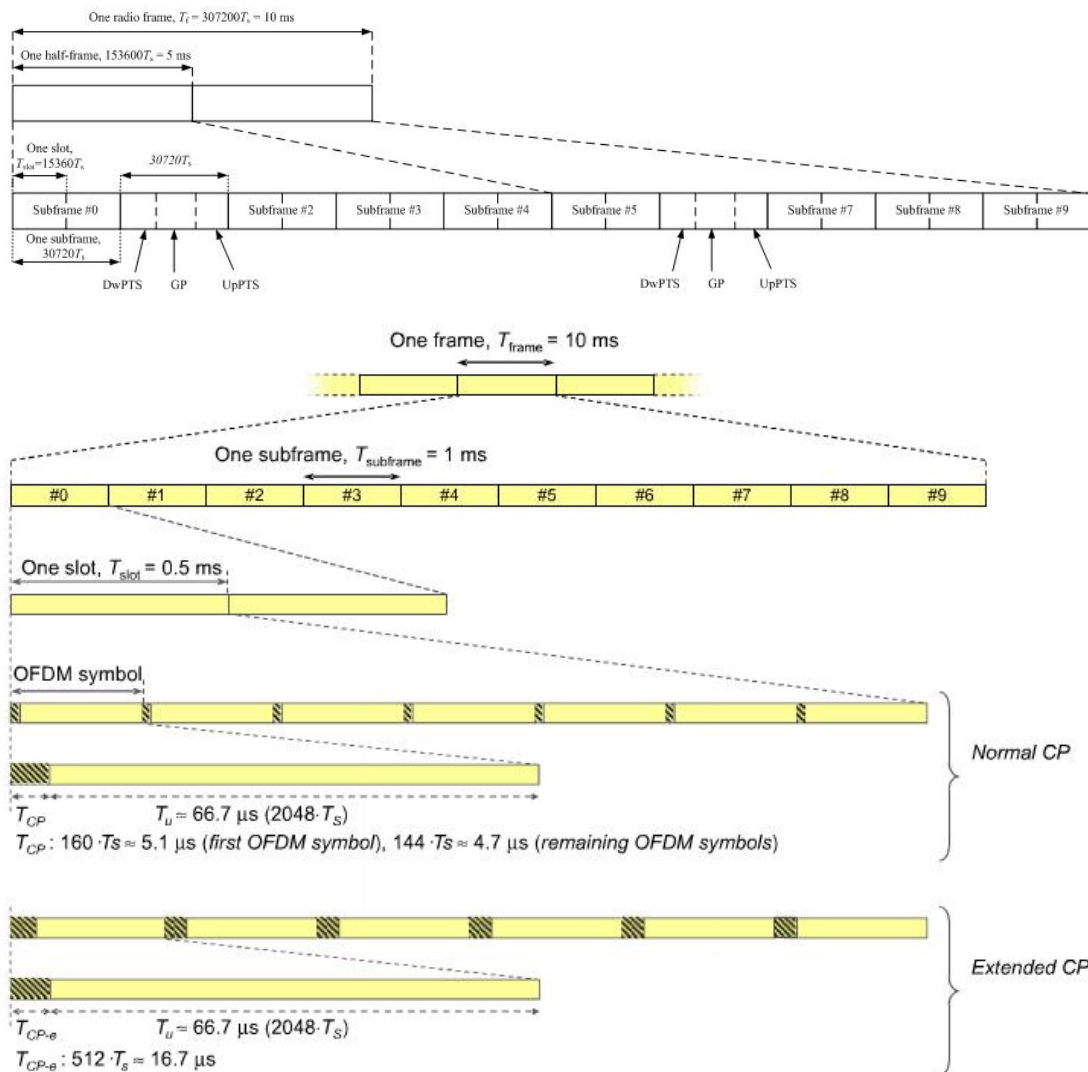 One radio frame, Tf = 307200Ts = 10 ms
One half-frame, 153600Ts = 5 ms
One slot,
Tslot=15360Ts
30720Ts
Subframe #0
Subframe #2
Subframe #3
Subframe #4
Subframe #5
Subframe #7
Subframe #8
Subframe #9
One subframe,
30720Ts
DwPTS
GP
UpPTS
DwPTS
GP
UpPTS
One frame, Tframe = 10 ms
One subframe, Tsubframe = 1 ms
#0 #1 #2 #3 #4 #5 #6 #7 #8 #9
One slot, Tslot = 0.5 ms
OFDM symbol
Normal CP
TCP
Tu ≈ 66.7 µs (2048·TS)
TCP : 160 ·Ts ≈ 5.1 µs (first OFDM symbol), 144 ·Ts ≈ 4.7 µs (remaining OFDM symbols)
Extended CP
TCP-e
Tu ≈ 66.7 µs (2048·TS)
TCP-e : 512 ·Ts ≈ 16.7 µs